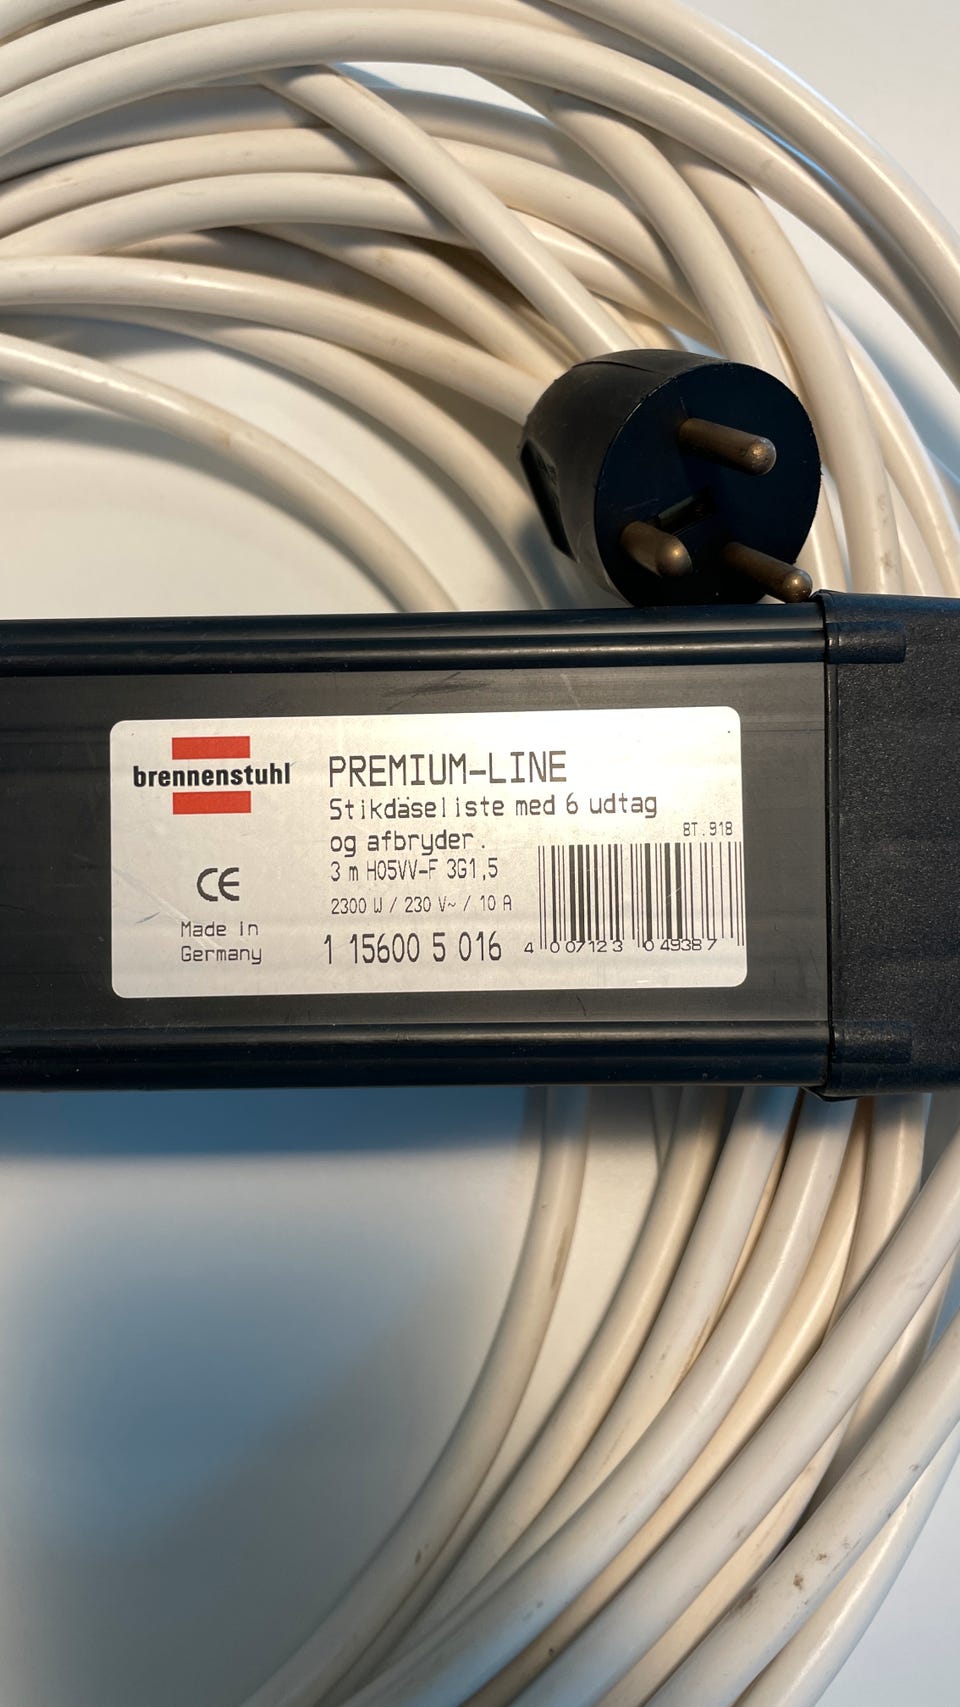 brennenstuhl
PREMIUM-LINE
Stikdåseliste med 6 udtag
og afbryder.
3 m H05VV-F 3G1,5
2300 W / 230 V~ / 10 A
1 15600 5 016
CE
Made in
Germany
BT.918
4 007123 049387